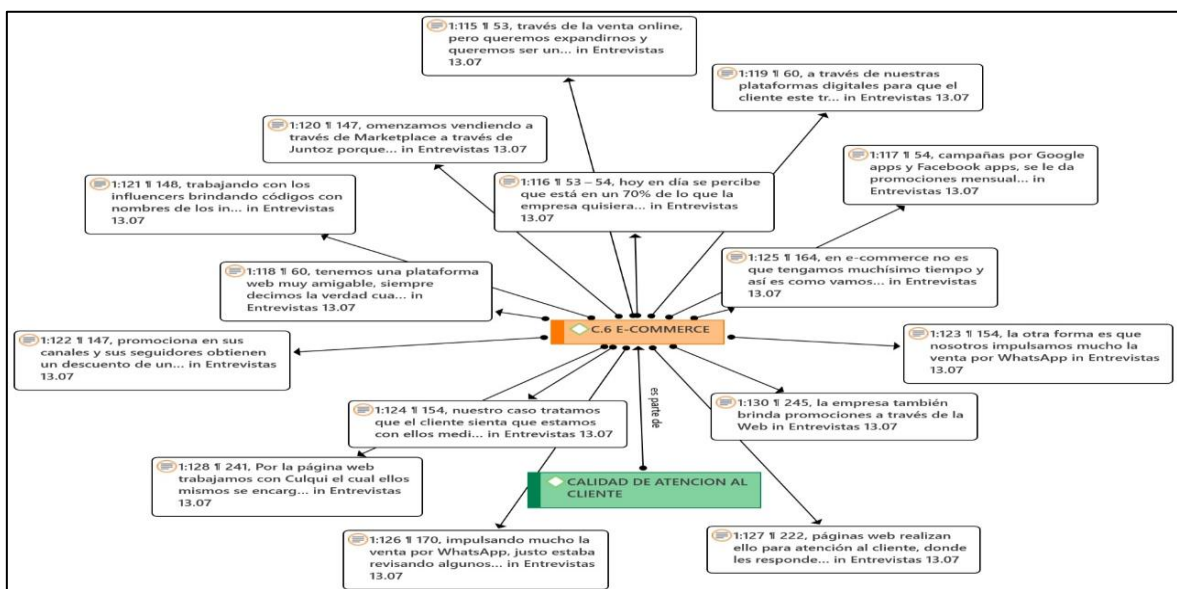 1:115 ¶ 53, través de la venta online,
pero queremos expandirnos y
queremos ser un... in Entrevistas
13.07
1:119 ¶ 60, a través de nuestras
plataformas digitales para que el
cliente este tr... in Entrevistas 13.07
1:120 ¶ 147, omenzamos vendiendo a
través de Marketplace a través de
Juntoz porque... in Entrevistas 13.07
1:117 ¶ 54, campañas por Google
apps y Facebook apps, se le da
promociones mensual... in
Entrevistas 13.07
1:121 ¶ 148, trabajando con los
influencers brindando códigos con
nombres de los in... in Entrevistas
13.07
1:116 ¶ 53 – 54, hoy en día se percibe
que está en un 70% de lo que la
empresa quisiera... in Entrevistas
13.07
1:125 ¶ 164, en e-commerce no es
que tengamos muchísimo tiempo y
así es como vamos... in Entrevistas
13.07
1:118 ¶ 60, tenemos una plataforma
web muy amigable, siempre
decimos la verdad cua... in
Entrevistas 13.07
C.6 E-COMMERCE
1:122 ¶ 147, promociona en sus
canales y sus seguidores obtienen
un descuento de un... in Entrevistas
13.07
1:123 ¶ 154, la otra forma es que
nosotros impulsamos mucho la
venta por WhatsApp in Entrevistas
13.07
es parte de
1:124 ¶ 154, nuestro caso tratamos
que el cliente sienta que estamos
con ellos medi... in Entrevistas 13.07
1:130 ¶ 245, la empresa también
brinda promociones a través de la
Web in Entrevistas 13.07
1:128 ¶ 241, Por la página web
trabajamos con Culqui el cual ellos
mismos se encarg... in Entrevistas
13.07
CALIDAD DE ATENCION AL
CLIENTE
1:126 ¶ 170, impulsando mucho la
venta por WhatsApp, justo estaba
revisando algunos... in Entrevistas
13.07
1:127 ¶ 222, páginas web realizan
ello para atención al cliente, donde
les responde... in Entrevistas 13.07